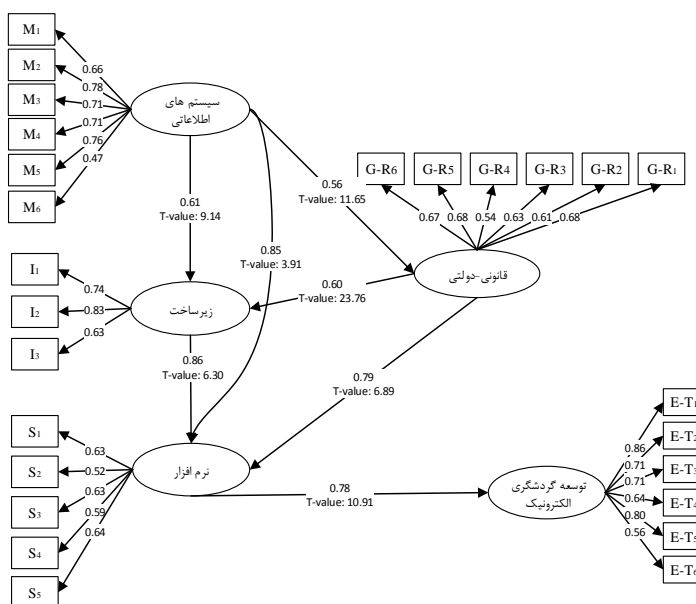 M1
M2
M3
M4
M5
M6
0.66
0.78
0.71
0.71
0.76
0.47
سیستم های
اطلاعاتی
G-R6
G-R5
G-R4
G-R3
G-R2
G-R1
0.67
0.68
0.54
0.63
0.61
0.68
قانونی-دولتی
0.61
T-value: 9.14
0.56
T-value: 11.65
0.85
T-value: 3.91
0.60
T-value: 23.76
I1
I2
I3
0.74
0.83
0.63
زیرساخت
0.86
T-value: 6.30
0.79
T-value: 6.89
S1
S2
S3
S4
S5
0.63
0.52
0.63
0.59
0.64
نرم افزار
0.78
T-value: 10.91
توسعه گردشگری
الکترونیک
0.86
0.71
0.71
0.64
0.80
0.56
E-T1
E-T2
E-T3
E-T4
E-T5
E-T6